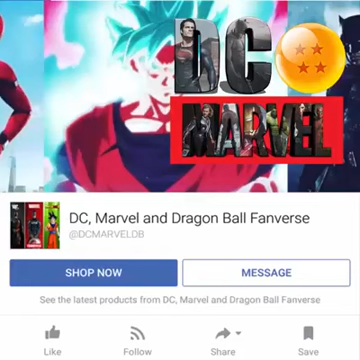 DC
MARVEL
DC, Marvel and Dragon Ball Fanverse
@DCMARVELDB
SHOP NOW
MESSAGE
See the latest products from DC, Marvel and Dragon Ball Fanverse
Like
Follow
Share
Save